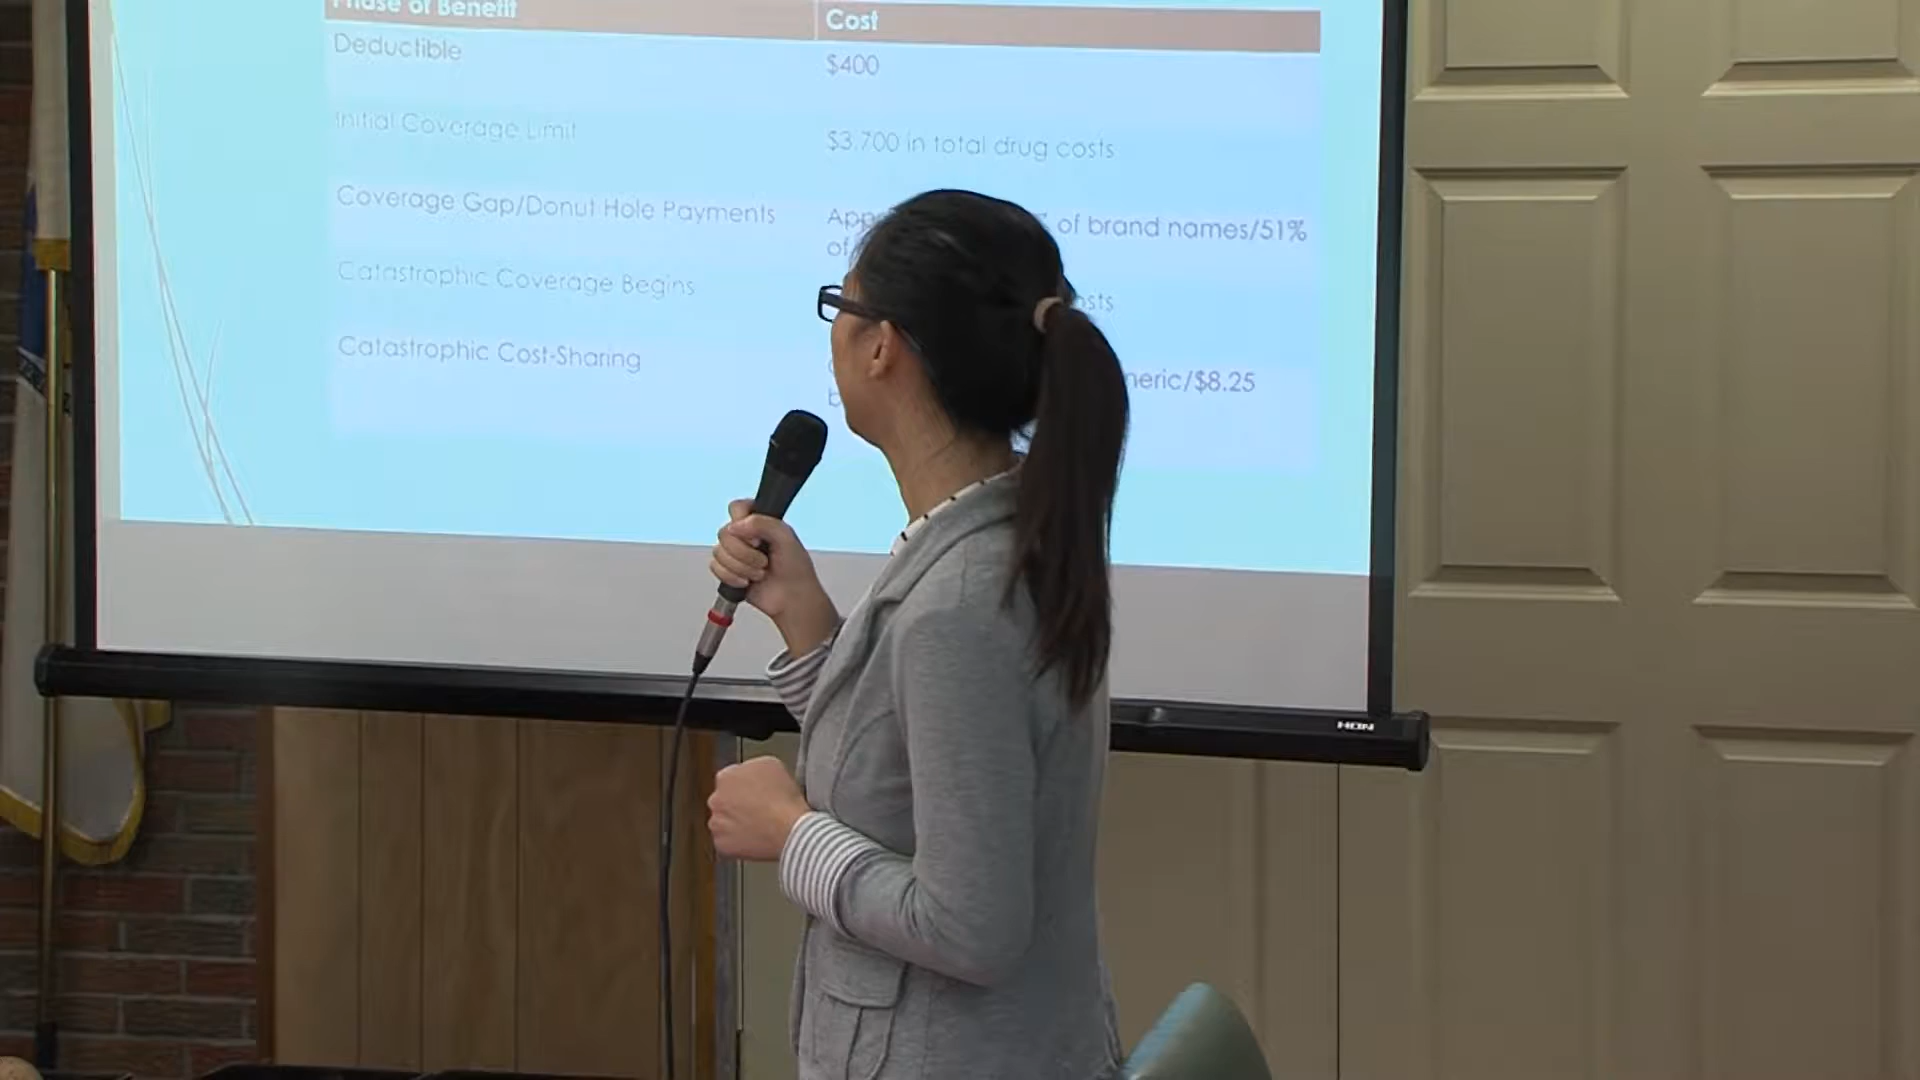 Phase of Benefit
Cost
Deductible
$400
Initial Coverage Limit
$3,700 in total drug costs
Coverage Gap/Donut Hole Payments
of brand names/51%
of
Catastrophic Coverage Begins
Catastrophic Cost-Sharing
/$8.25